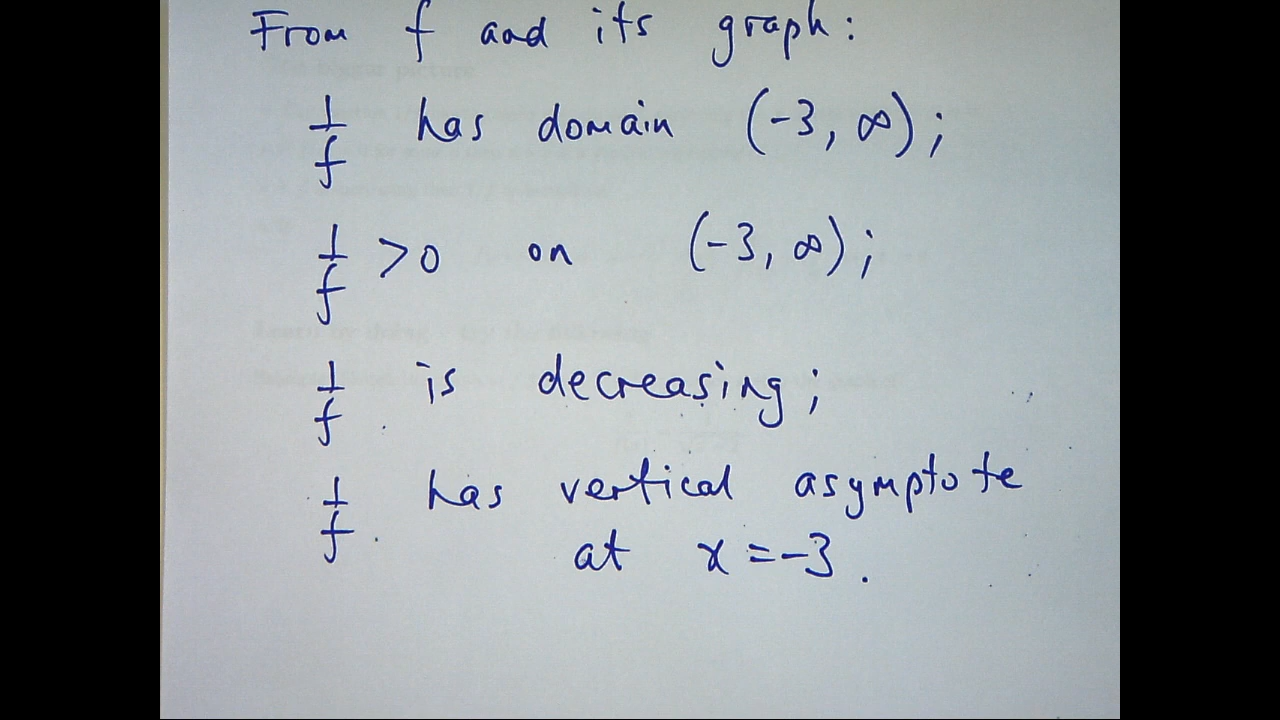 From f and its graph:
1/f has domain (-3, ∞);
1/f >0 on (-3, ∞);
1/f is decreasing;
1/f has vertical asymptote
at x = -3.